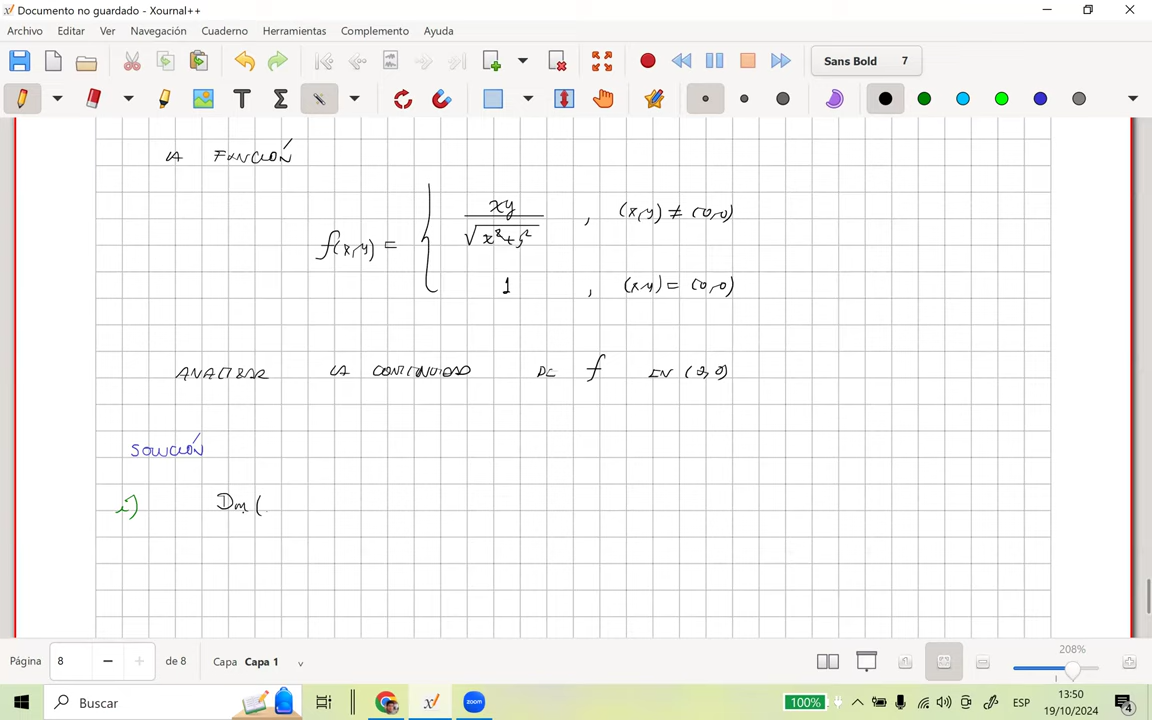 Documento no guardado - Xournal++
Archivo Editar Ver Navegación Cuaderno Herramientas Complemento Ayuda
Sans Bold 7
LA FUNCIÓN
f(x,y) = { xy / √(x²+y²) , (x,y) ≠ (0,0)
1 , (x,y) = (0,0)
ANALIZAR LA CONTINUIDAD DE f EN (0,0)
SOLUCIÓN
i) Dom (
Página 8 de 8 Capa Capa 1 208%
Buscar 100% ESP 13:50
19/10/2024 4
zoom